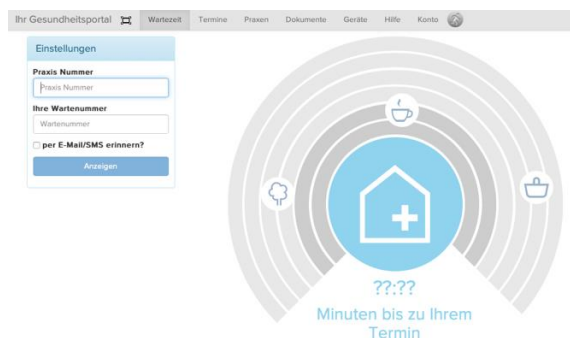 Ihr Gesundheitsportal Wartezeit Termine Praxen Dokumente Geräte Hilfe Konto
Einstellungen
Praxis Nummer
Praxis Nummer
Ihre Wartenummer
Wartenummer
per E-Mail/SMS erinnern?
Anzeigen
??:??
Minuten bis zu Ihrem
Termin